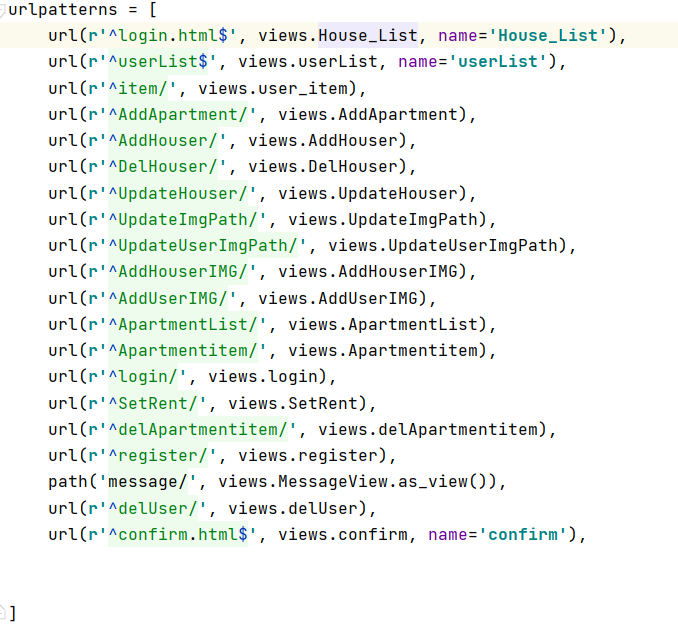 urlpatterns = [
    url(r'^login.html$', views.House_List, name='House_List'),
    url(r'^userList$', views.userList, name='userList'),
    url(r'^item/', views.user_item),
    url(r'^AddApartment/', views.AddApartment),
    url(r'^AddHouser/', views.AddHouser),
    url(r'^DelHouser/', views.DelHouser),
    url(r'^UpdateHouser/', views.UpdateHouser),
    url(r'^UpdateImgPath/', views.UpdateImgPath),
    url(r'^UpdateUserImgPath/', views.UpdateUserImgPath),
    url(r'^AddHouserIMG/', views.AddHouserIMG),
    url(r'^AddUserIMG/', views.AddUserIMG),
    url(r'^ApartmentList/', views.ApartmentList),
    url(r'^Apartmentitem/', views.Apartmentitem),
    url(r'^login/', views.login),
    url(r'^SetRent/', views.SetRent),
    url(r'^delApartmentitem/', views.delApartmentitem),
    url(r'^register/', views.register),
    path('message/', views.MessageView.as_view()),
    url(r'^delUser/', views.delUser),
    url(r'^confirm.html$', views.confirm, name='confirm'),
]